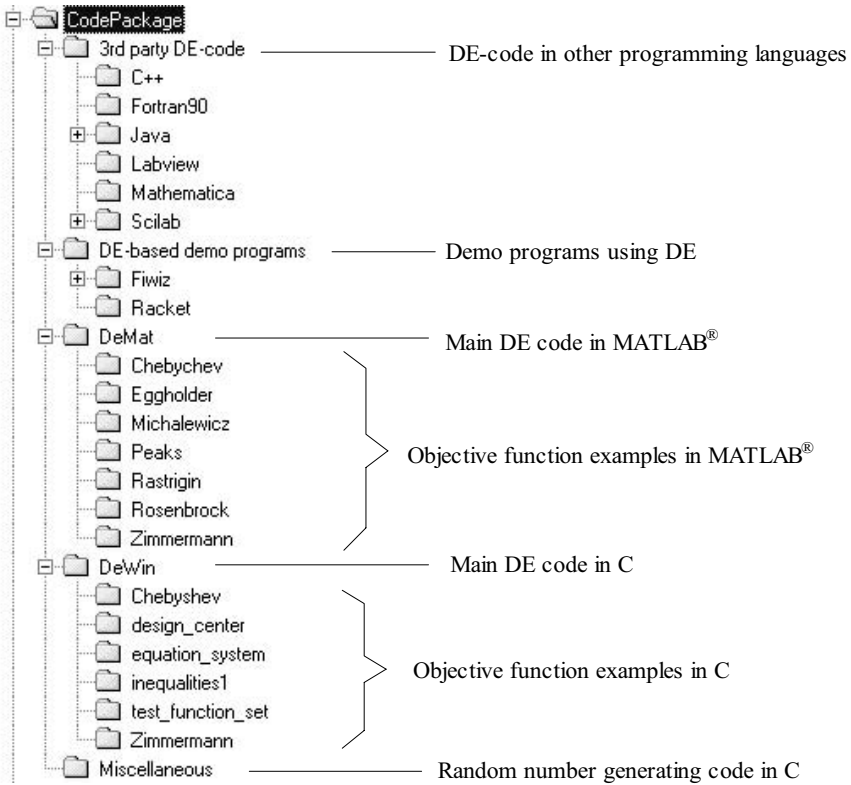 CodePackage
3rd party DE-code DE-code in other programming languages
C++
Fortran90
Java
Labview
Mathematica
Scilab
DE-based demo programs Demo programs using DE
Fiwiz
Racket
DeMat Main DE code in MATLAB®
Chebychev
Eggholder
Michalewicz
Peaks Objective function examples in MATLAB®
Rastrigin
Rosenbrock
Zimmermann
DeWin Main DE code in C
Chebyshev
design_center
equation_system
inequalities1 Objective function examples in C
test_function_set
Zimmermann
Miscellaneous Random number generating code in C